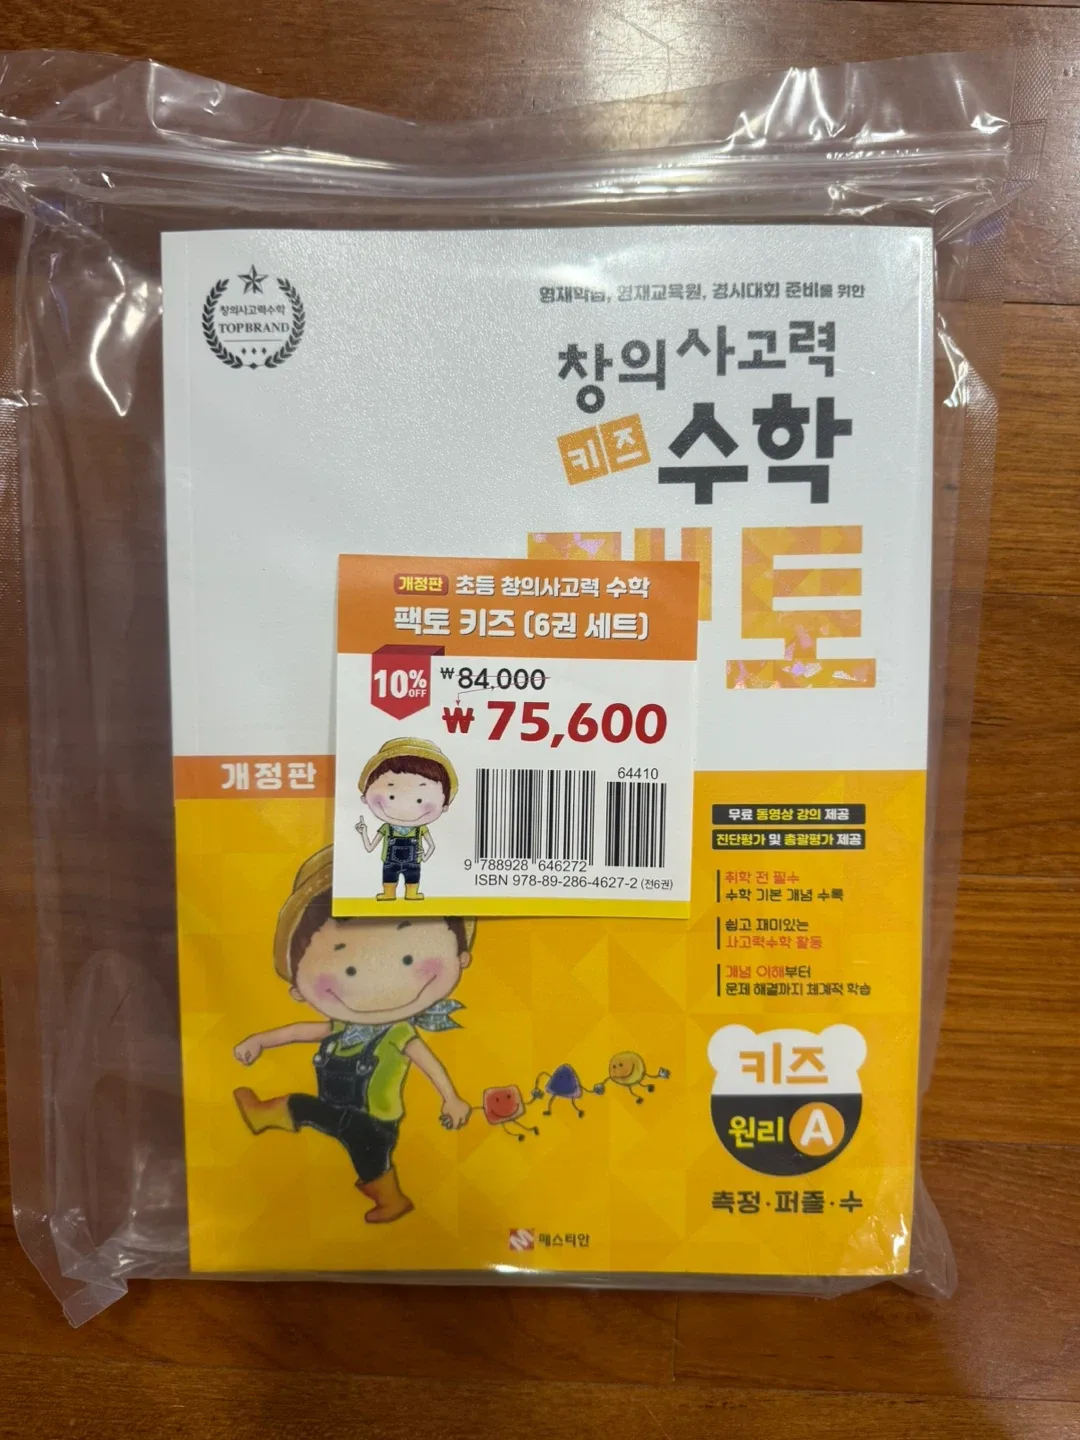 창의사고력수학
TOPBRAND
영재학급, 영재교육원, 경시대회 준비를 위한
창의사고력
키즈 수학
팩토
개정판 초등 창의사고력 수학
팩토 키즈 (6권 세트)
10% OFF
₩84,000
₩75,600
64410
9 788928 646272
ISBN 978-89-286-4627-2 (전6권)
개정판
무료 동영상 강의 제공
진단평가 및 총괄평가 제공
취학 전 필수
수학 기본 개념 수록
쉽고 재미있는
사고력수학 활동
개념 이해부터
문제 해결까지 체계적 학습
키즈
원리 A
측정·퍼즐·수
매스티안